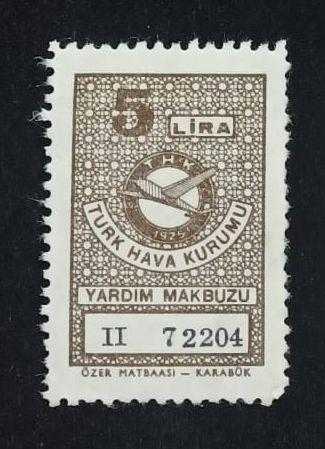 5
LİRA
T.H.K.
1925
TÜRK HAVA KURUMU
YARDIM MAKBUZU
II 72204
ÖZER MATBAASI — KARABÜK